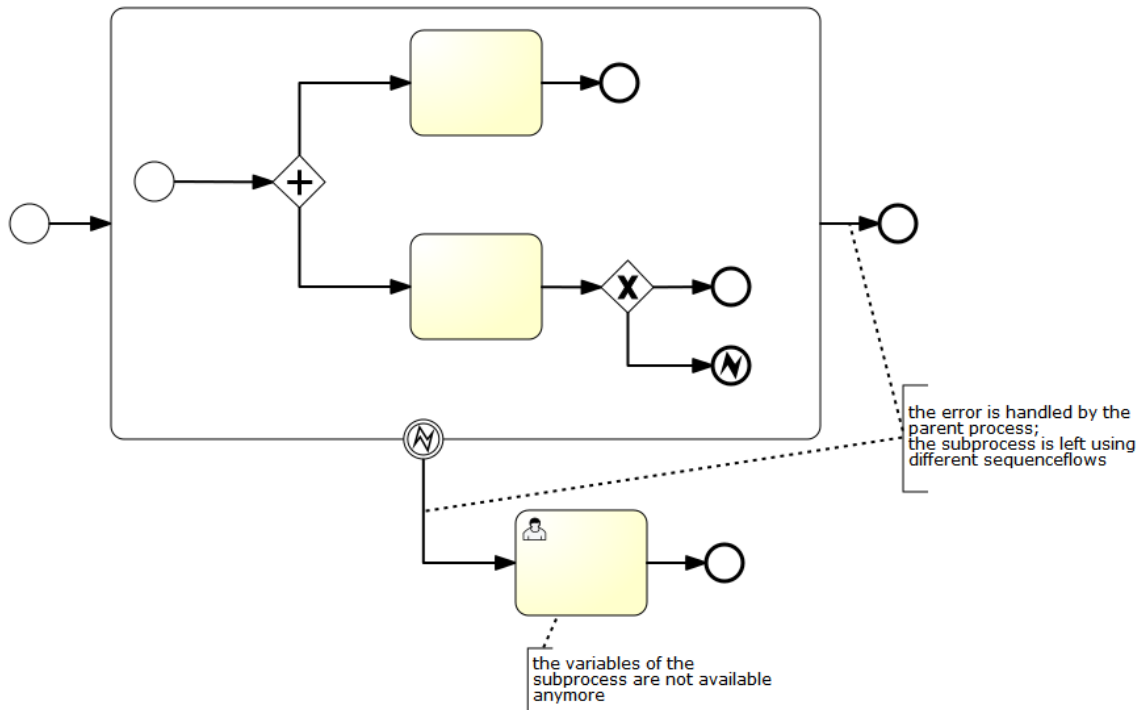 the error is handled by the
parent process;
the subprocess is left using
different sequenceflows
the variables of the
subprocess are not available
anymore